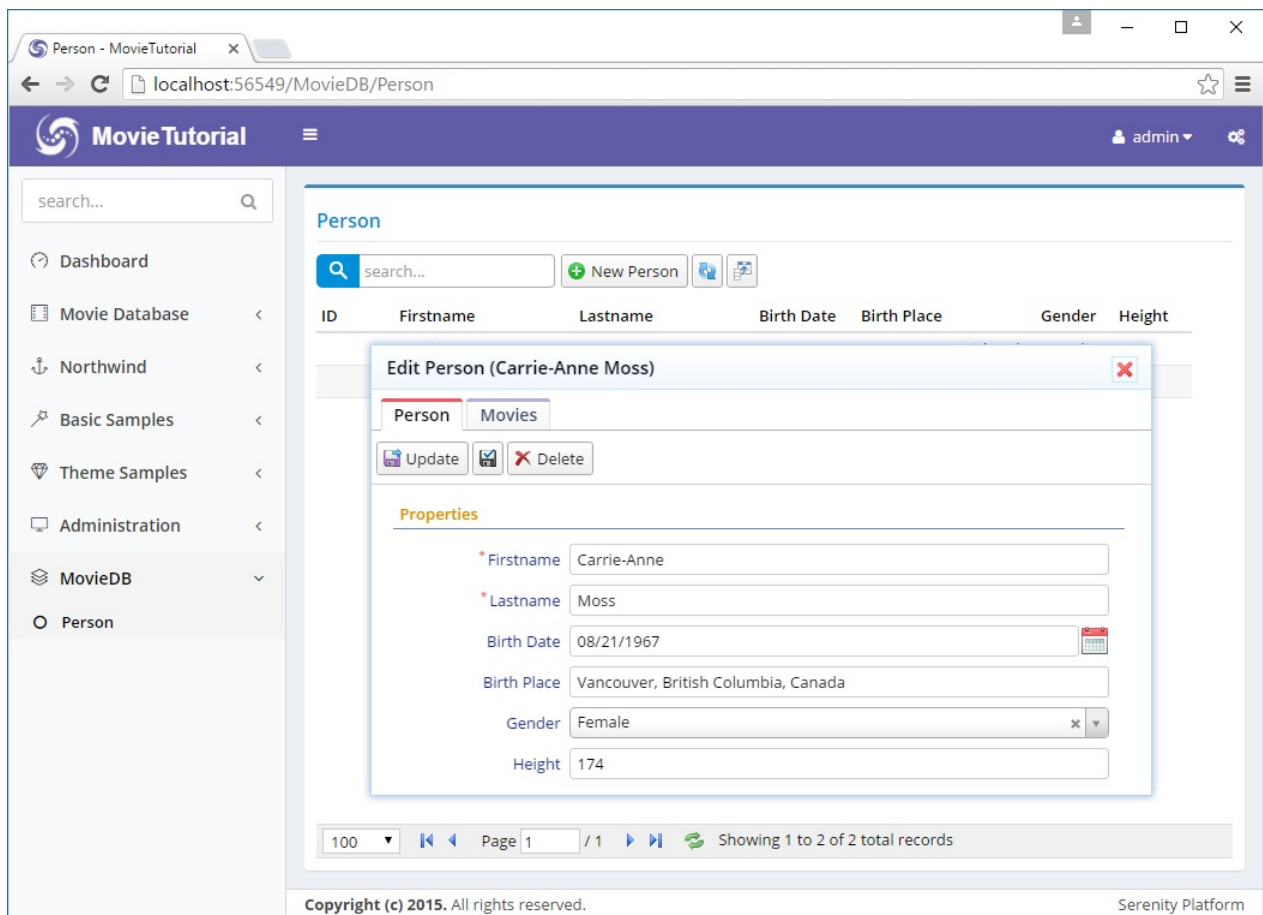 Person - MovieTutorial
localhost:56549/MovieDB/Person
MovieTutorial
admin
search...
Dashboard
Movie Database
Northwind
Basic Samples
Theme Samples
Administration
MovieDB
Person
Person
search...
New Person
ID Firstname Lastname Birth Date Birth Place Gender Height
Edit Person (Carrie-Anne Moss)
Person Movies
Update Delete
Properties
*Firstname Carrie-Anne
*Lastname Moss
Birth Date 08/21/1967
Birth Place Vancouver, British Columbia, Canada
Gender Female
Height 174
100 Page 1 / 1 Showing 1 to 2 of 2 total records
Copyright (c) 2015. All rights reserved. Serenity Platform